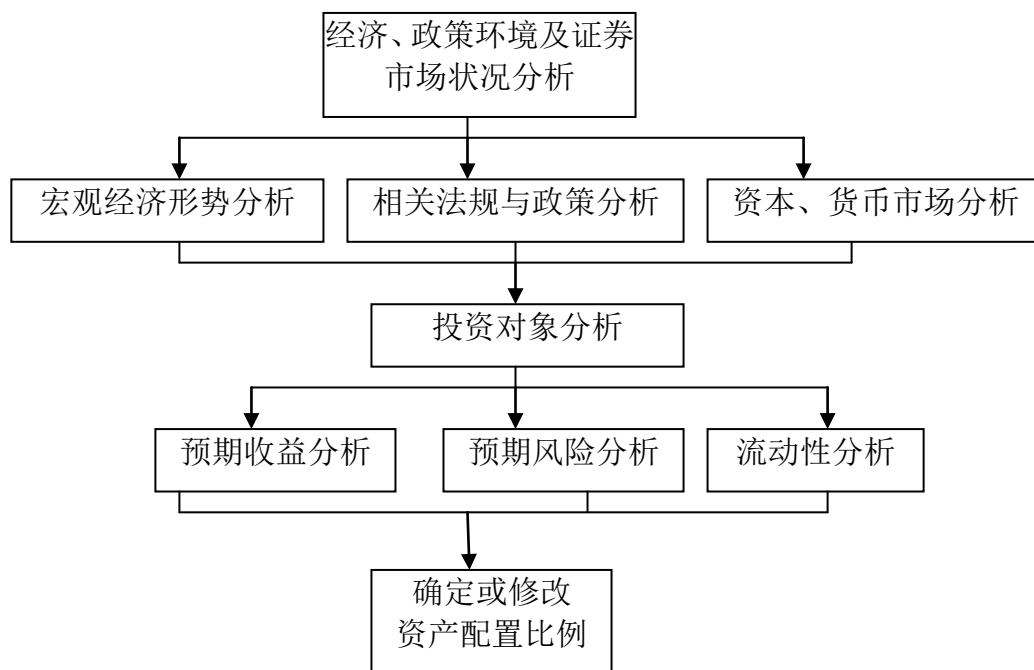 经济、政策环境及证券
市场状况分析
宏观经济形势分析
相关法规与政策分析
资本、货币市场分析
投资对象分析
预期收益分析
预期风险分析
流动性分析
确定或修改
资产配置比例